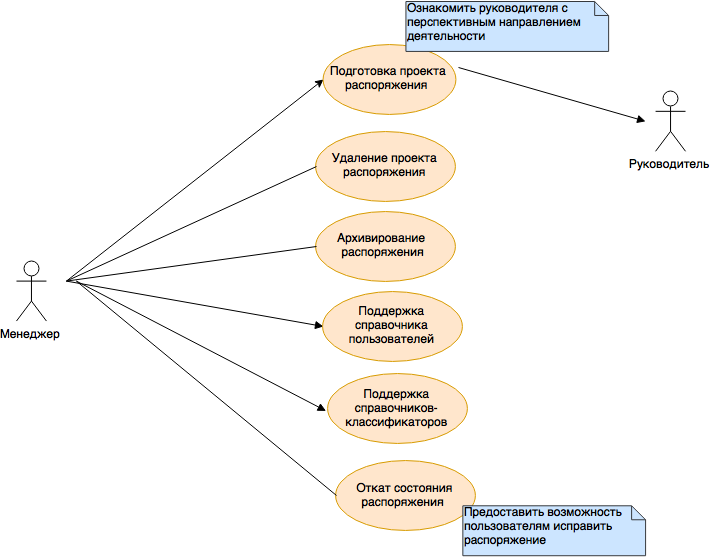 Ознакомить руководителя с
перспективным направлением
деятельности
Подготовка проекта
распоряжения
Руководитель
Удаление проекта
распоряжения
Архивирование
распоряжения
Менеджер
Поддержка
справочника
пользователей
Поддержка
справочников-
классификаторов
Откат состояния
распоряжения
Предоставить возможность
пользователям исправить
распоряжение